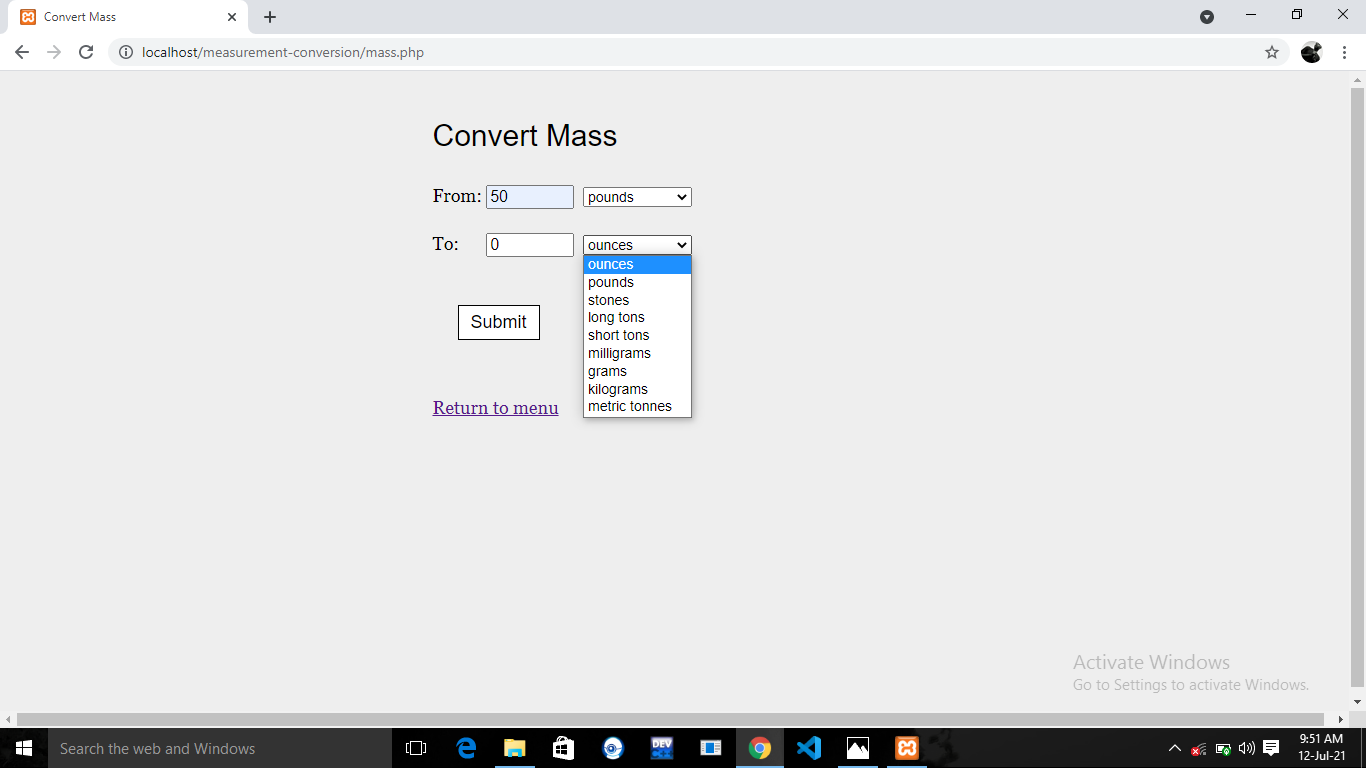 Convert Mass
localhost/measurement-conversion/mass.php
Convert Mass
From: 50 pounds
To: 0 ounces
ounces
pounds
stones
long tons
short tons
milligrams
grams
kilograms
metric tonnes
Submit
Return to menu
Activate Windows
Go to Settings to activate Windows.
Search the web and Windows
DEV
9:51 AM
12-Jul-21